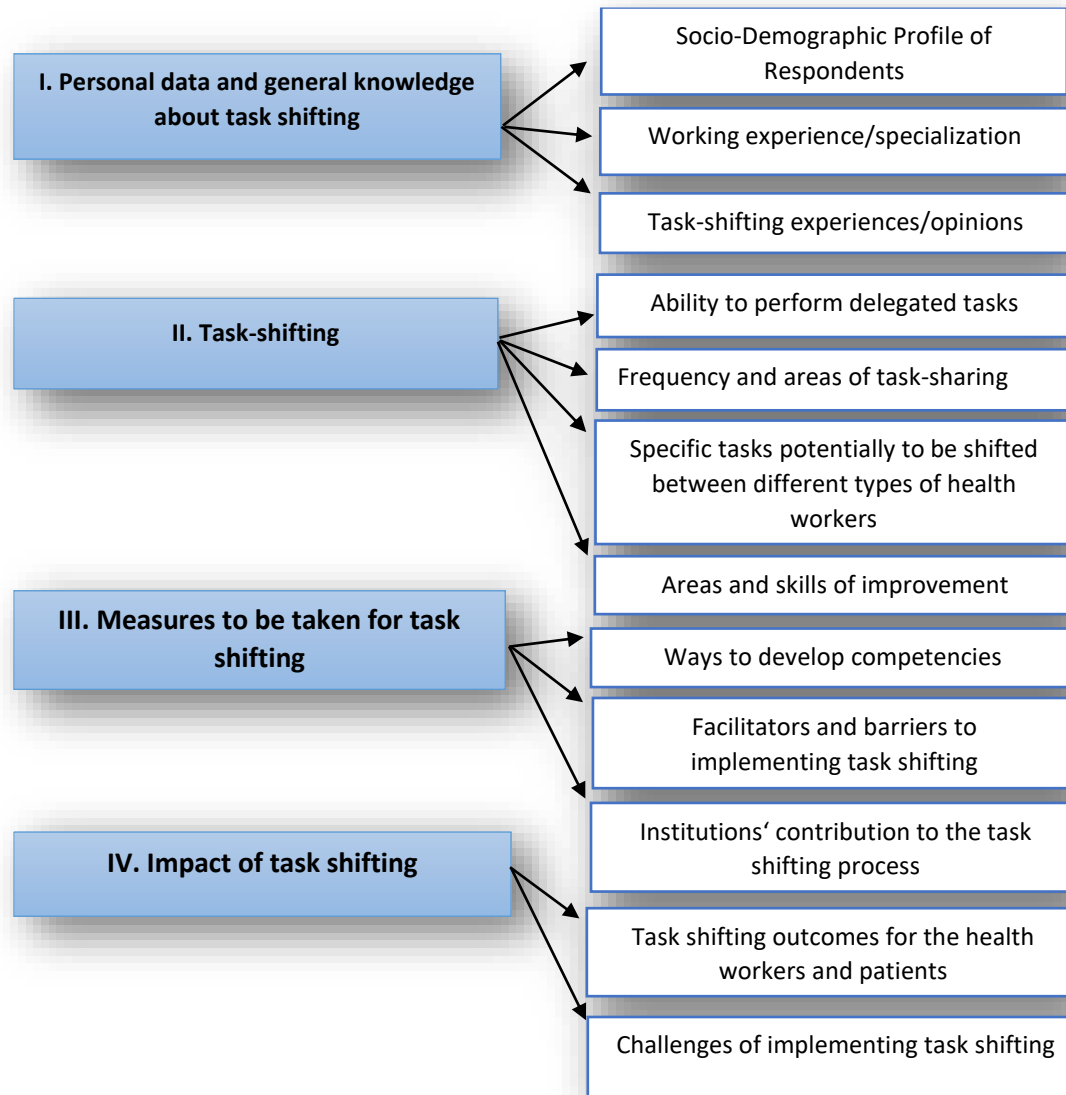 I. Personal data and general knowledge
about task shifting
Socio-Demographic Profile of
Respondents
Working experience/specialization
Task-shifting experiences/opinions
II. Task-shifting
Ability to perform delegated tasks
Frequency and areas of task-sharing
Specific tasks potentially to be shifted
between different types of health
workers
Areas and skills of improvement
III. Measures to be taken for task
shifting
Ways to develop competencies
Facilitators and barriers to
implementing task shifting
Institutions‘ contribution to the task
shifting process
IV. Impact of task shifting
Task shifting outcomes for the health
workers and patients
Challenges of implementing task shifting